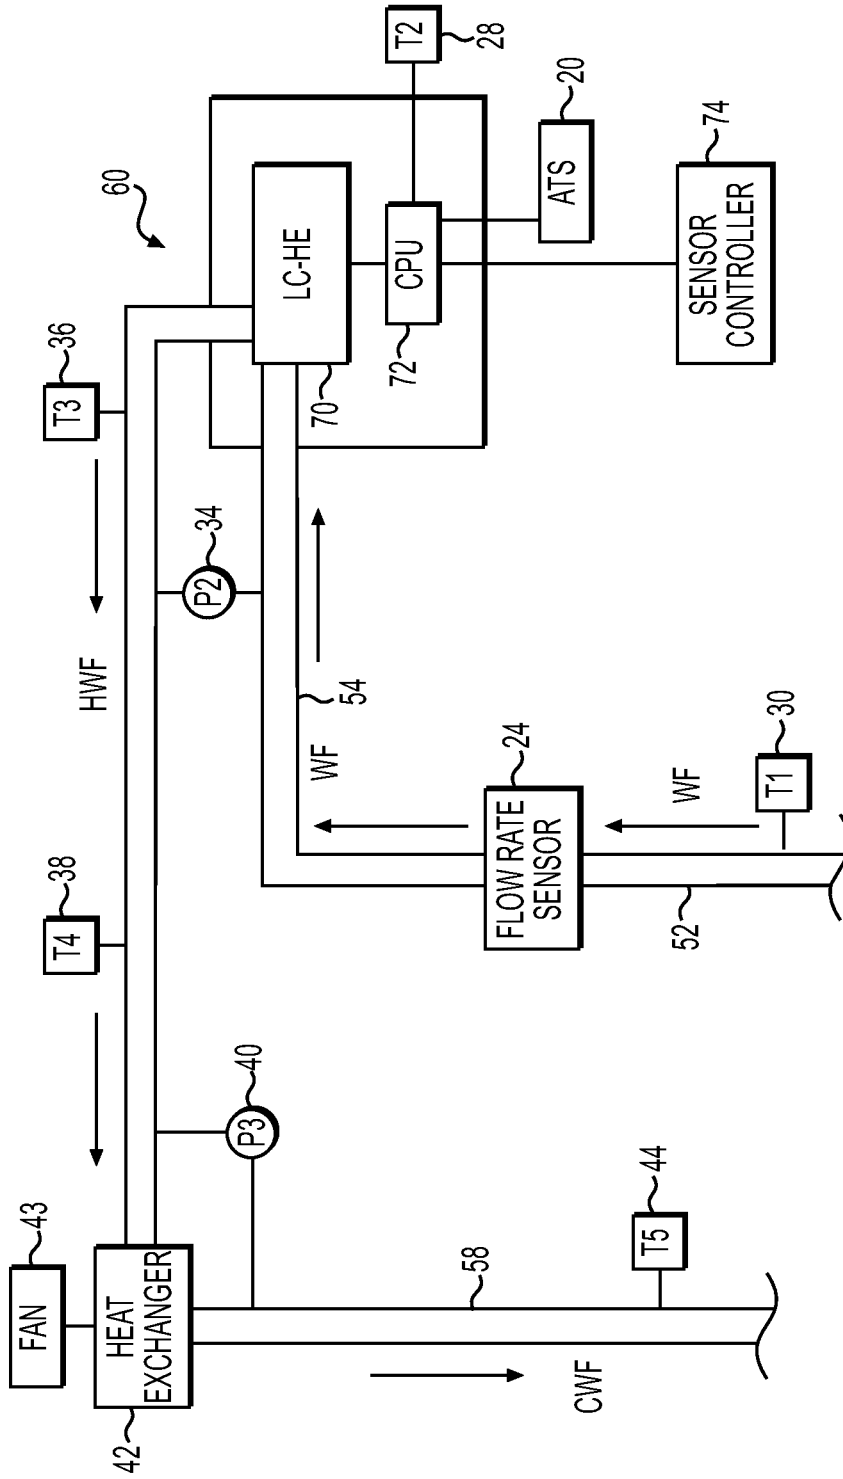 FAN
43
HEAT
EXCHANGER
42
T4
38
HWF
T3
36
60
P3
40
P2
34
LC-HE
70
CPU
72
T2
28
ATS
20
SENSOR
CONTROLLER
74
WF
54
FLOW RATE
SENSOR
24
WF
T1
30
52
58
T5
44
CWF